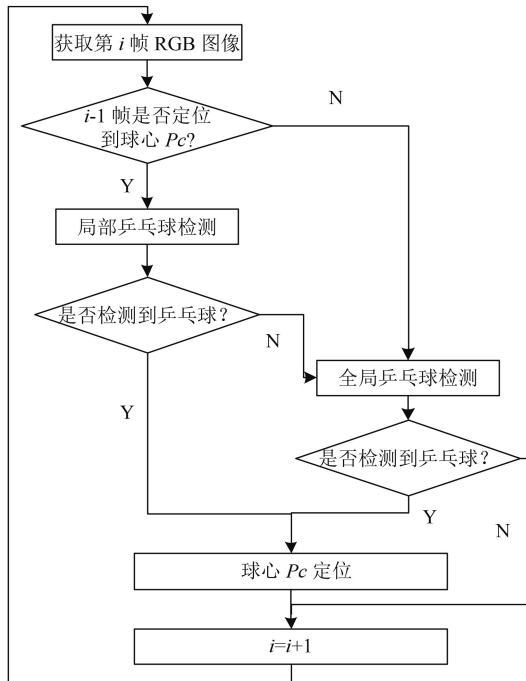 获取第 i 帧 RGB 图像
i-1 帧是否定位
到球心 Pc?
N
Y
局部乒乓球检测
是否检测到乒乓球？
N
Y
全局乒乓球检测
是否检测到乒乓球？
Y
N
球心 Pc 定位
i=i+1